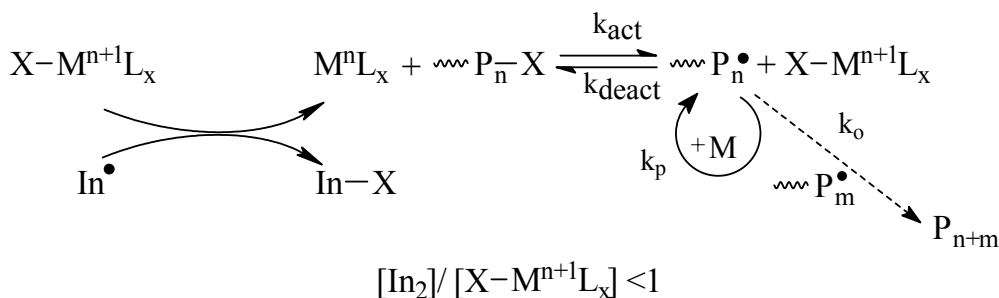 k_act
X–M^{n+1}L_x M^nL_x + P_n–X P_n^• + X–M^{n+1}L_x
k_deact
k_o
k_p +M
In^• In–X P_m^•
P_{n+m}
[In_2]/[X–M^{n+1}L_x] <1